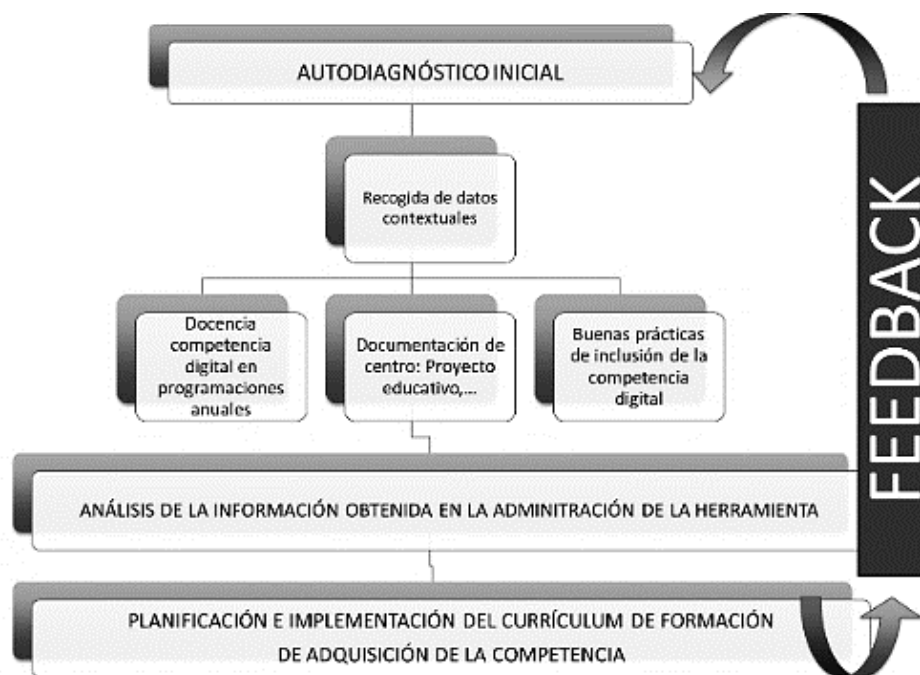 AUTODIAGNÓSTICO INICIAL
Recogida de datos
contextuales
Docencia
competencia
digital en
programaciones
anuales
Documentación de
centro: Proyecto
educativo,...
Buenas prácticas
de inclusión de la
competencia
digital
ANÁLISIS DE LA INFORMACIÓN OBTENIDA EN LA ADMINITRACIÓN DE LA HERRAMIENTA
PLANIFICACIÓN E IMPLEMENTACIÓN DEL CURRÍCULUM DE FORMACIÓN
DE ADQUISICIÓN DE LA COMPETENCIA
FEEDBACK